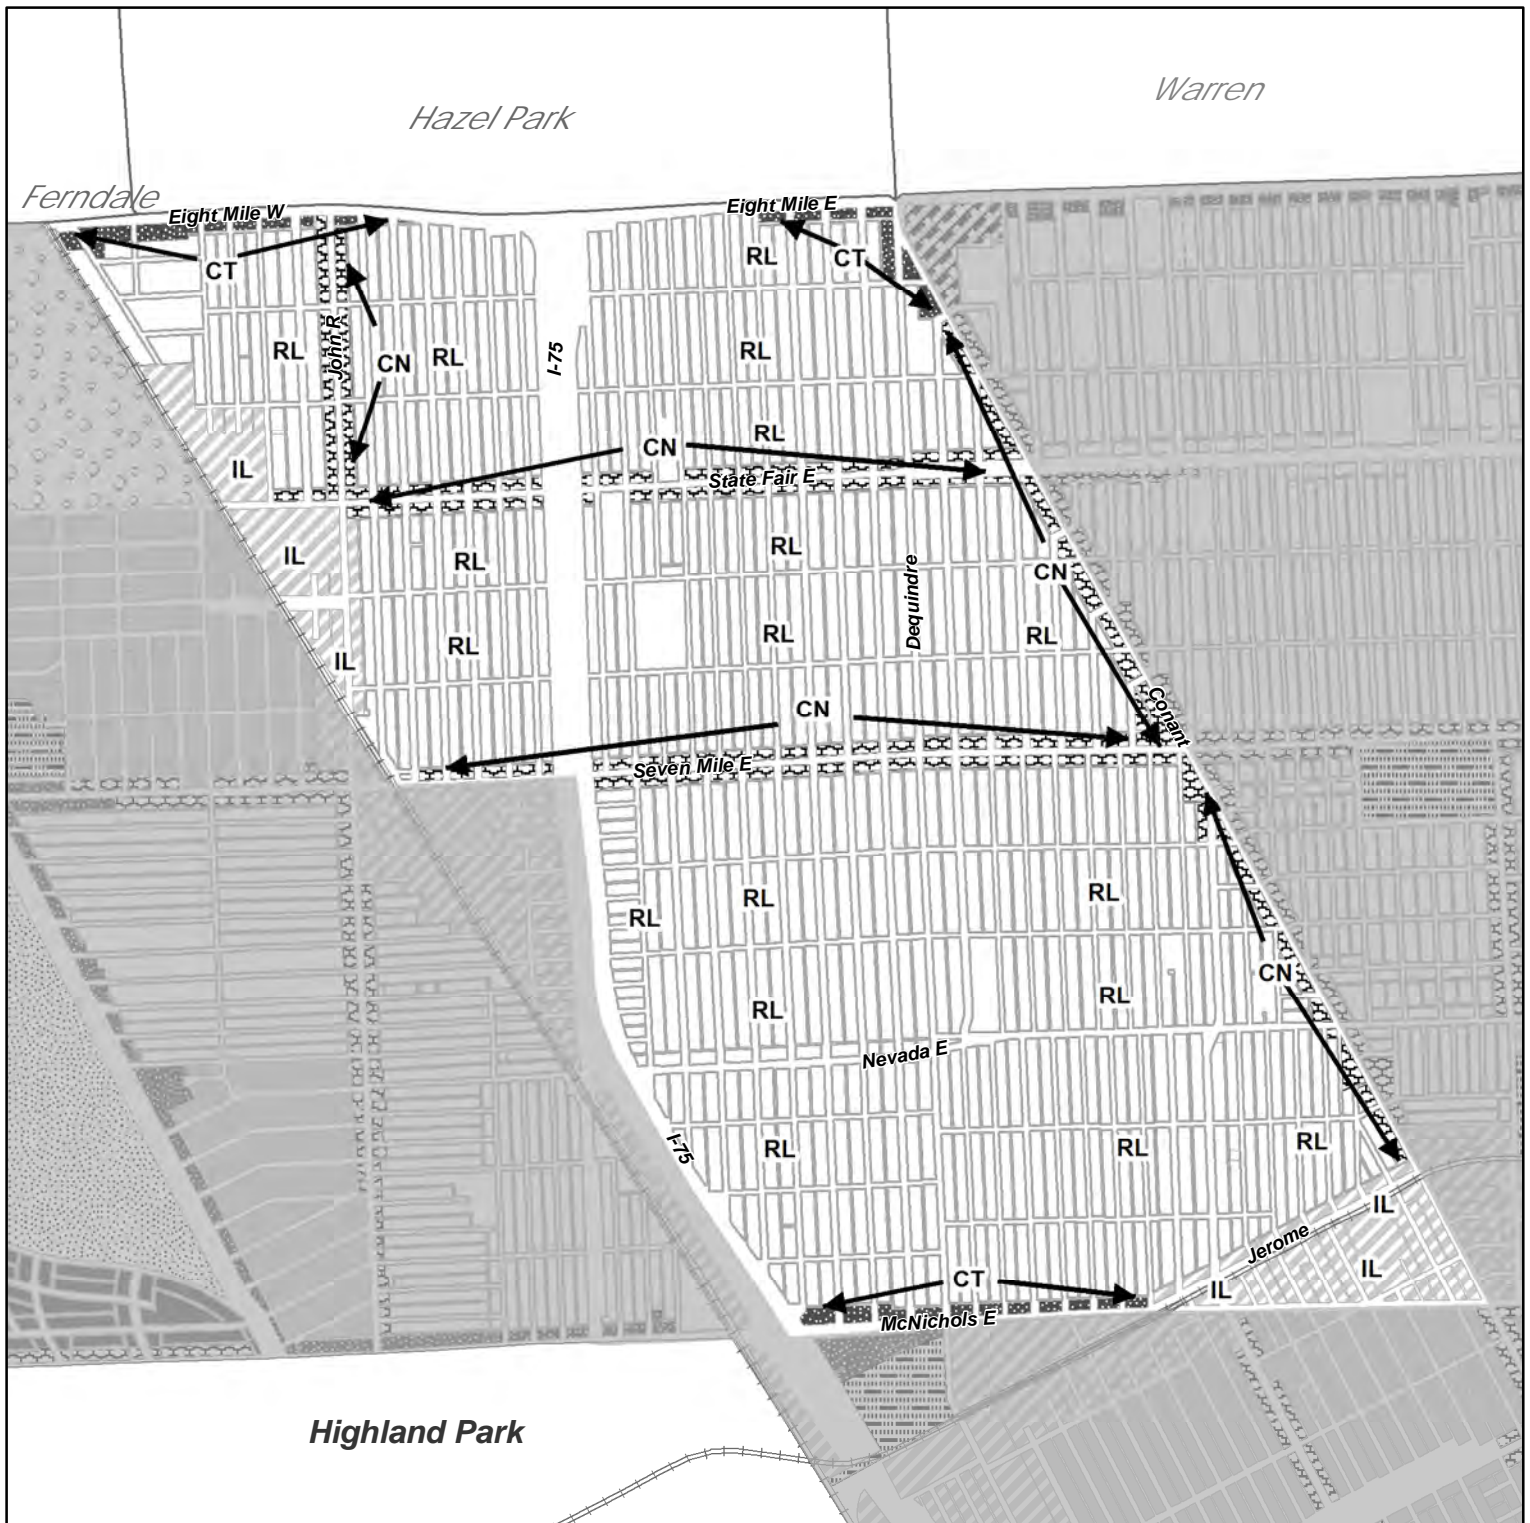 Warren
Hazel Park
Ferndale
Eight Mile W
Eight Mile E
CT
RL
CT
John R
RL
CN
RL
I-75
RL
RL
CN
IL
State Fair E
IL
RL
RL
Dequindre
CN
RL
RL
RL
IL
CN
Conant
Seven Mile E
RL
RL
RL
CN
RL
RL
Nevada E
I-75
RL
RL
RL
IL
Jerome
IL
CT
IL
McNichols E
Highland Park